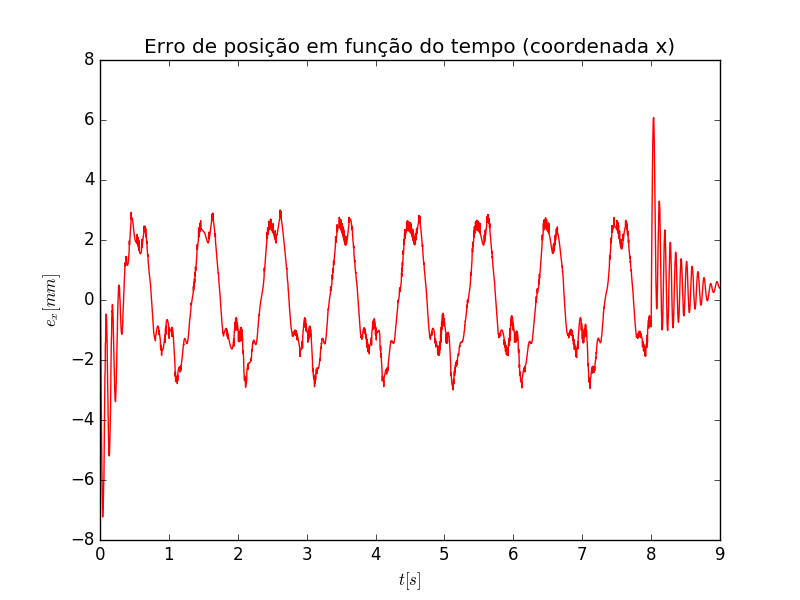 Erro de posição em função do tempo (coordenada x)
8
6
4
2
0
−2
−4
−6
−8
e_x[mm]
0 1 2 3 4 5 6 7 8 9
t[s]